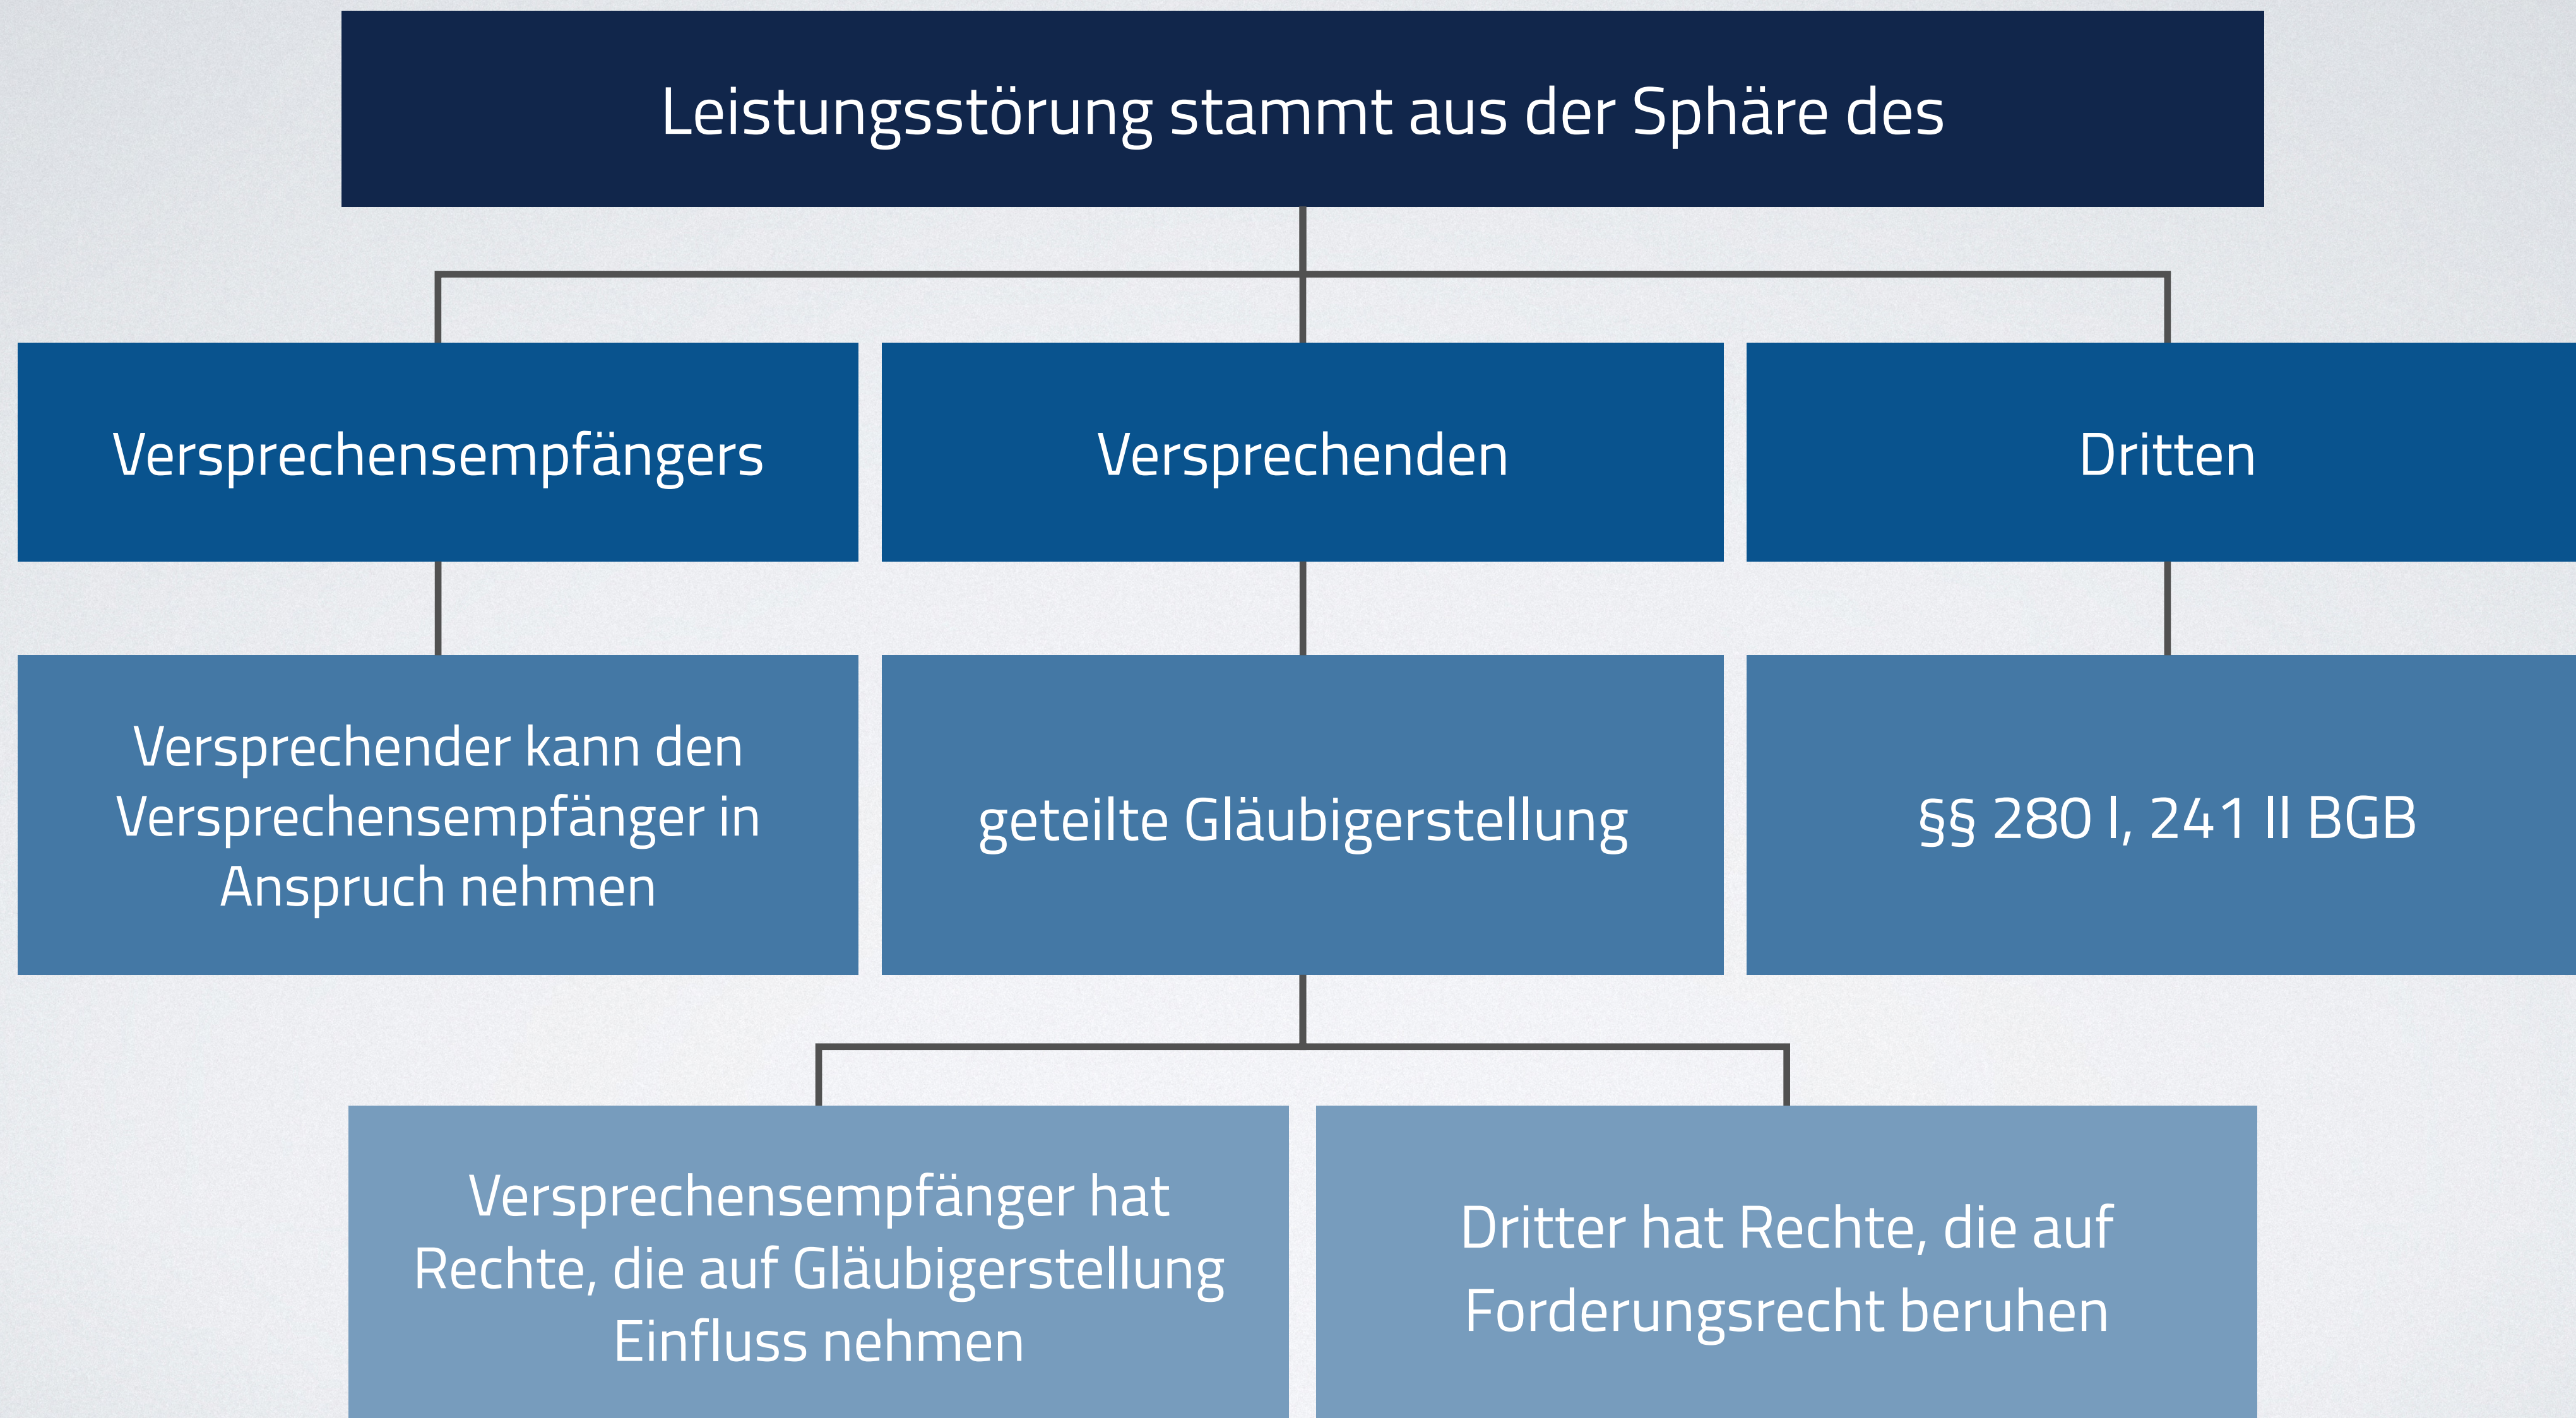 Leistungsstörung stammt aus der Sphäre des
Versprechensempfängers
Versprechenden
Dritten
Versprechender kann den
Versprechensempfänger in
Anspruch nehmen
geteilte Gläubigerstellung
§§ 280 I, 241 II BGB
Versprechensempfänger hat
Rechte, die auf Gläubigerstellung
Einfluss nehmen
Dritter hat Rechte, die auf
Forderungsrecht beruhen